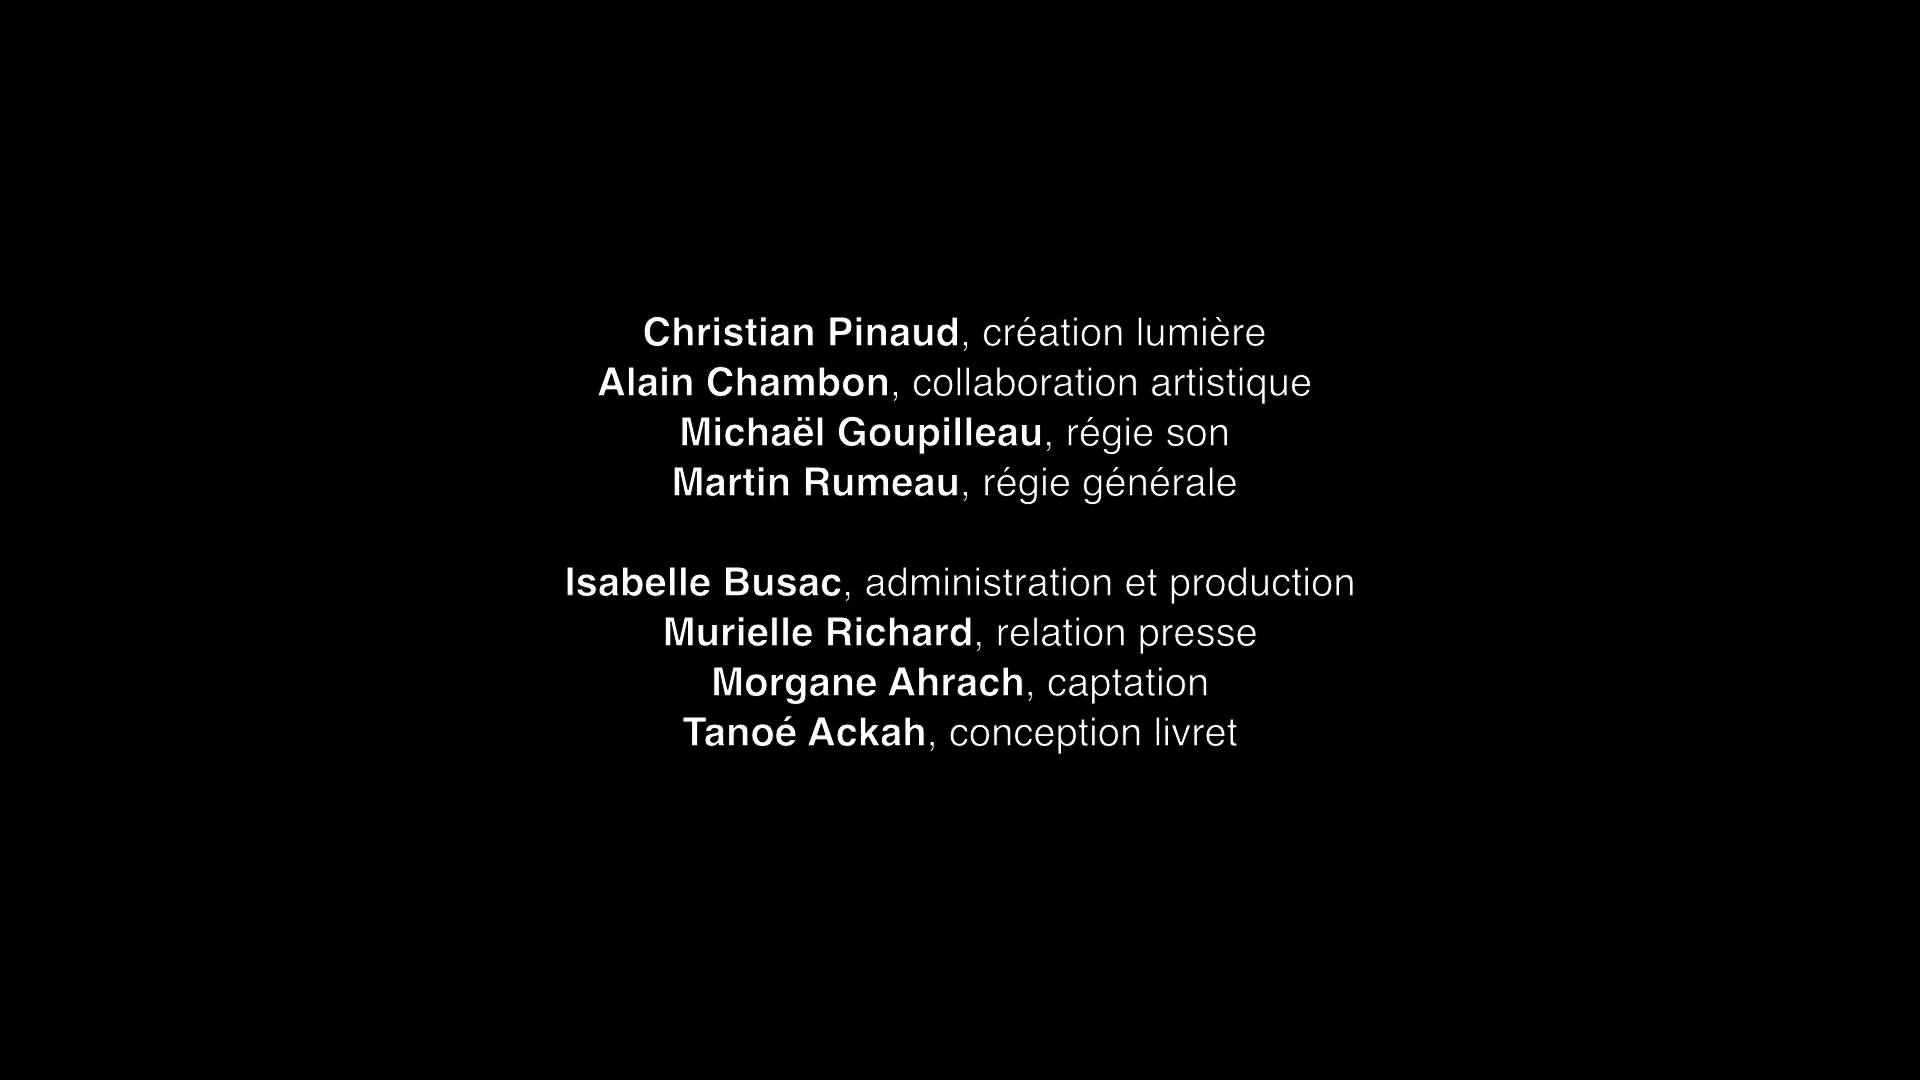 Christian Pinaud, création lumière
Alain Chambon, collaboration artistique
Michaël Goupilleau, régie son
Martin Rumeau, régie générale
Isabelle Busac, administration et production
Murielle Richard, relation presse
Morgane Ahrach, captation
Tanoé Ackah, conception livret